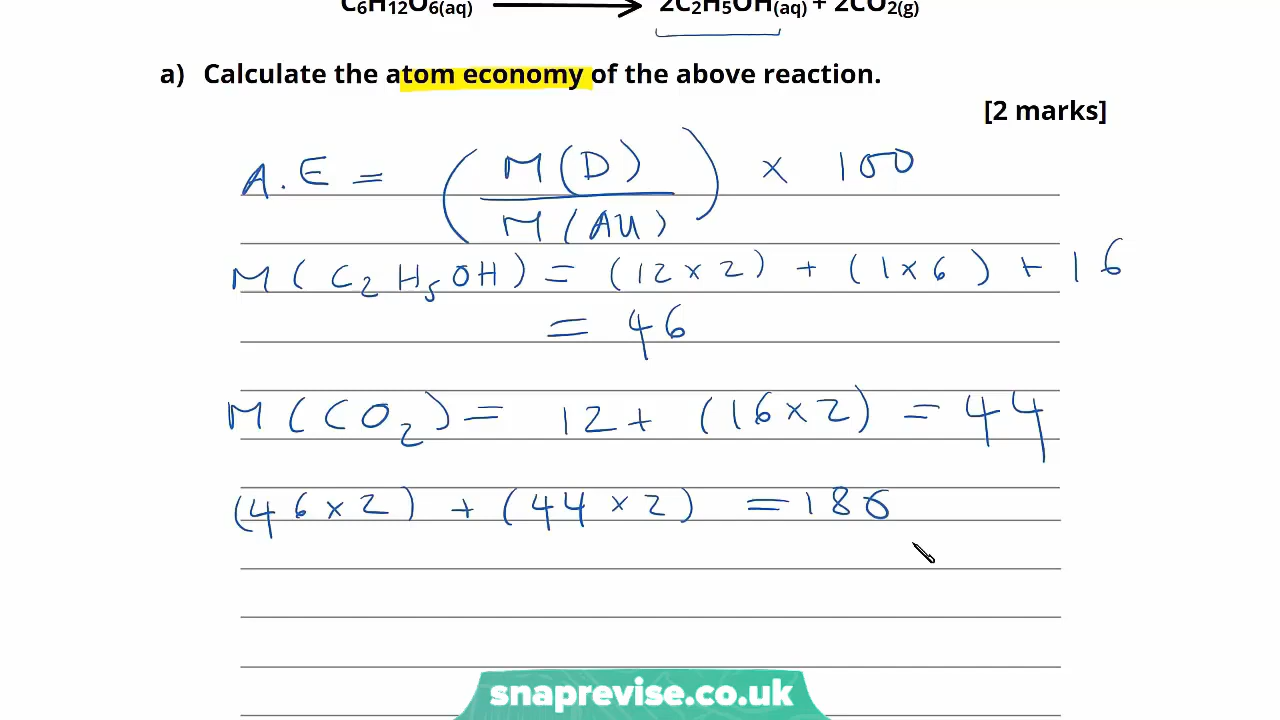 C₆H₁₂O₆(aq) ⟶ 2C₂H₅OH(aq) + 2CO₂(g)
a) Calculate the atom economy of the above reaction.
[2 marks]
A.E = ( M(D) / M(AU) ) × 100
M(C₂H₅OH) = (12×2) + (1×6) + 16
= 46
M(CO₂) = 12 + (16×2) = 44
(46×2) + (44×2) = 186
snaprevise.co.uk